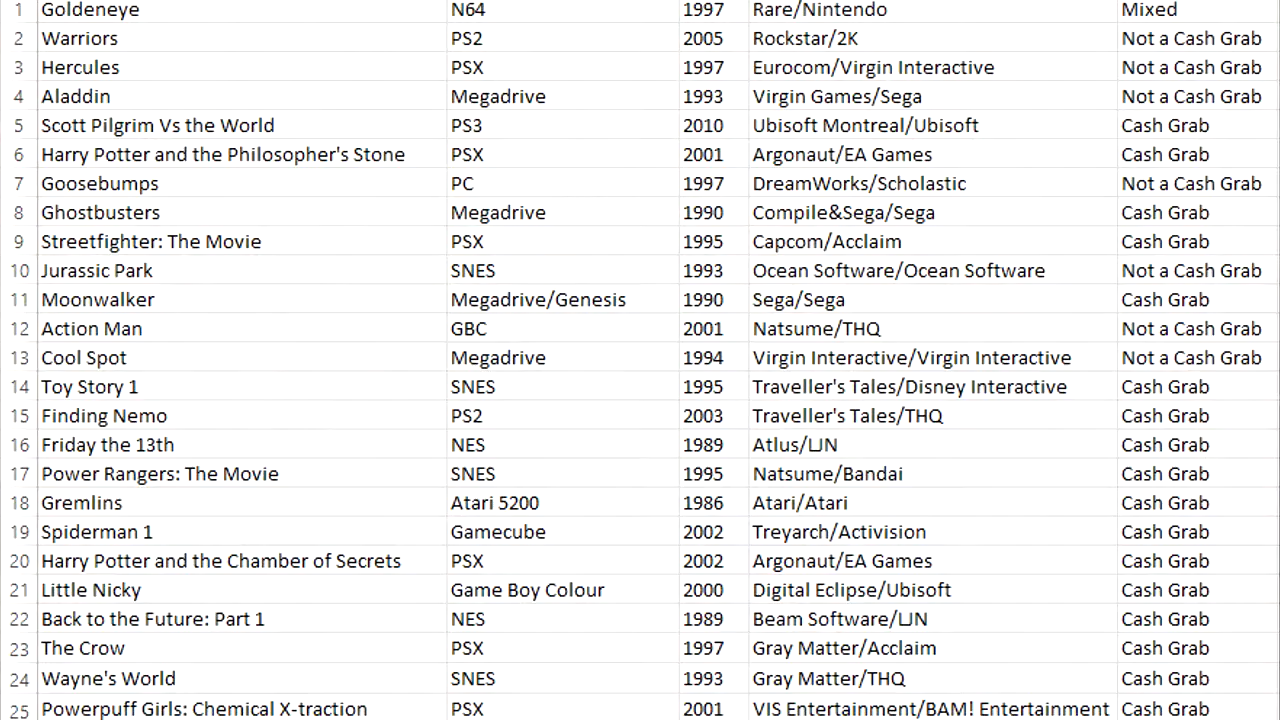 1 Goldeneye N64 1997 Rare/Nintendo Mixed
2 Warriors PS2 2005 Rockstar/2K Not a Cash Grab
3 Hercules PSX 1997 Eurocom/Virgin Interactive Not a Cash Grab
4 Aladdin Megadrive 1993 Virgin Games/Sega Not a Cash Grab
5 Scott Pilgrim Vs the World PS3 2010 Ubisoft Montreal/Ubisoft Cash Grab
6 Harry Potter and the Philosopher's Stone PSX 2001 Argonaut/EA Games Cash Grab
7 Goosebumps PC 1997 DreamWorks/Scholastic Not a Cash Grab
8 Ghostbusters Megadrive 1990 Compile&Sega/Sega Cash Grab
9 Streetfighter: The Movie PSX 1995 Capcom/Acclaim Cash Grab
10 Jurassic Park SNES 1993 Ocean Software/Ocean Software Not a Cash Grab
11 Moonwalker Megadrive/Genesis 1990 Sega/Sega Cash Grab
12 Action Man GBC 2001 Natsume/THQ Not a Cash Grab
13 Cool Spot Megadrive 1994 Virgin Interactive/Virgin Interactive Not a Cash Grab
14 Toy Story 1 SNES 1995 Traveller's Tales/Disney Interactive Cash Grab
15 Finding Nemo PS2 2003 Traveller's Tales/THQ Cash Grab
16 Friday the 13th NES 1989 Atlus/LJN Cash Grab
17 Power Rangers: The Movie SNES 1995 Natsume/Bandai Cash Grab
18 Gremlins Atari 5200 1986 Atari/Atari Cash Grab
19 Spiderman 1 Gamecube 2002 Treyarch/Activision Cash Grab
20 Harry Potter and the Chamber of Secrets PSX 2002 Argonaut/EA Games Cash Grab
21 Little Nicky Game Boy Colour 2000 Digital Eclipse/Ubisoft Cash Grab
22 Back to the Future: Part 1 NES 1989 Beam Software/LJN Cash Grab
23 The Crow PSX 1997 Gray Matter/Acclaim Cash Grab
24 Wayne's World SNES 1993 Gray Matter/THQ Cash Grab
25 Powerpuff Girls: Chemical X-traction PSX 2001 VIS Entertainment/BAM! Entertainment Cash Grab